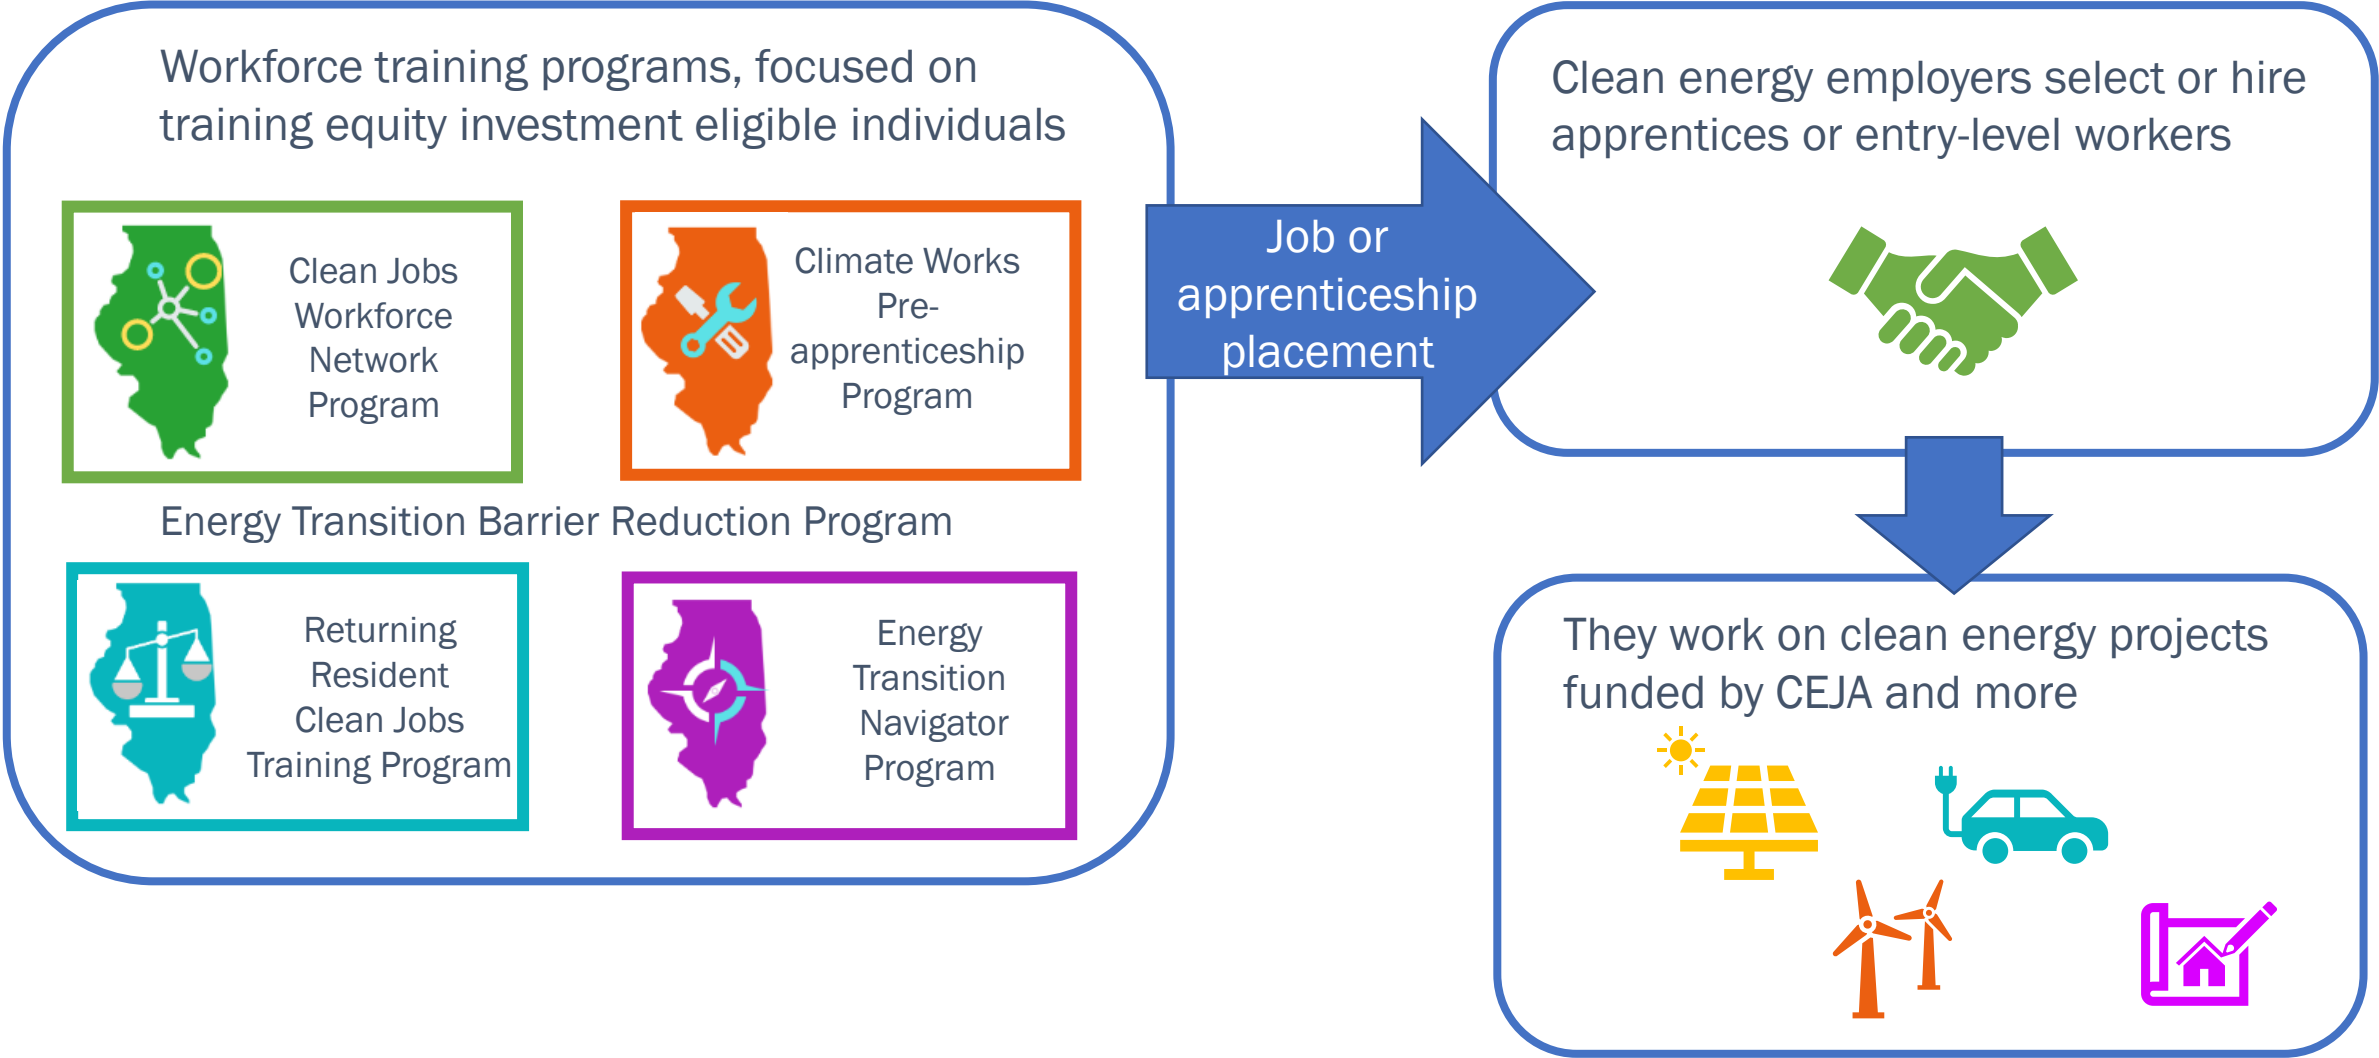 Workforce training programs, focused on
training equity investment eligible individuals
Clean Jobs
Workforce
Network
Program
Climate Works
Pre-
apprenticeship
Program
Energy Transition Barrier Reduction Program
Returning
Resident
Clean Jobs
Training Program
Energy
Transition
Navigator
Program
Job or
apprenticeship
placement
Clean energy employers select or hire
apprentices or entry-level workers
They work on clean energy projects
funded by CEJA and more